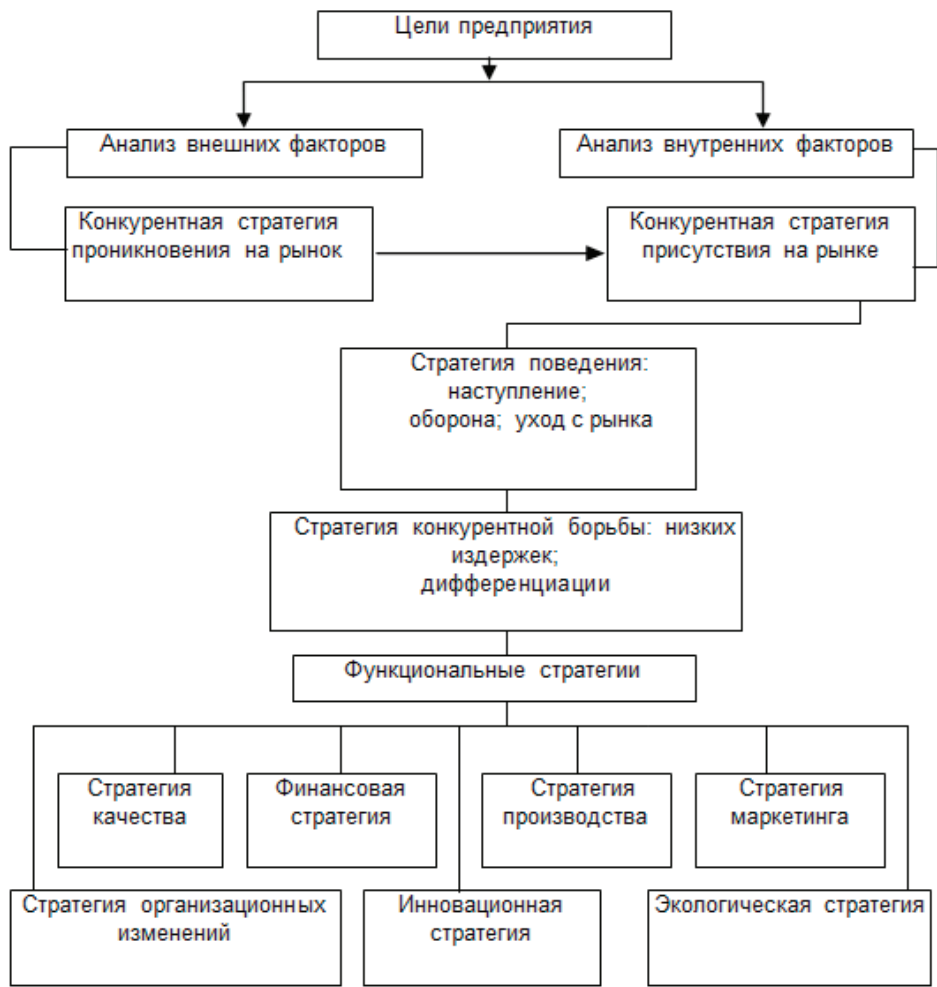 Цели предприятия
Анализ внешних факторов
Анализ внутренних факторов
Конкурентная стратегия
проникновения на рынок
Конкурентная стратегия
присутствия на рынке
Стратегия поведения:
наступление;
оборона; уход с рынка
Стратегия конкурентной борьбы: низких
издержек;
дифференциации
Функциональные стратегии
Стратегия
качества
Финансовая
стратегия
Стратегия
производства
Стратегия
маркетинга
Стратегия организационных
изменений
Инновационная
стратегия
Экологическая стратегия